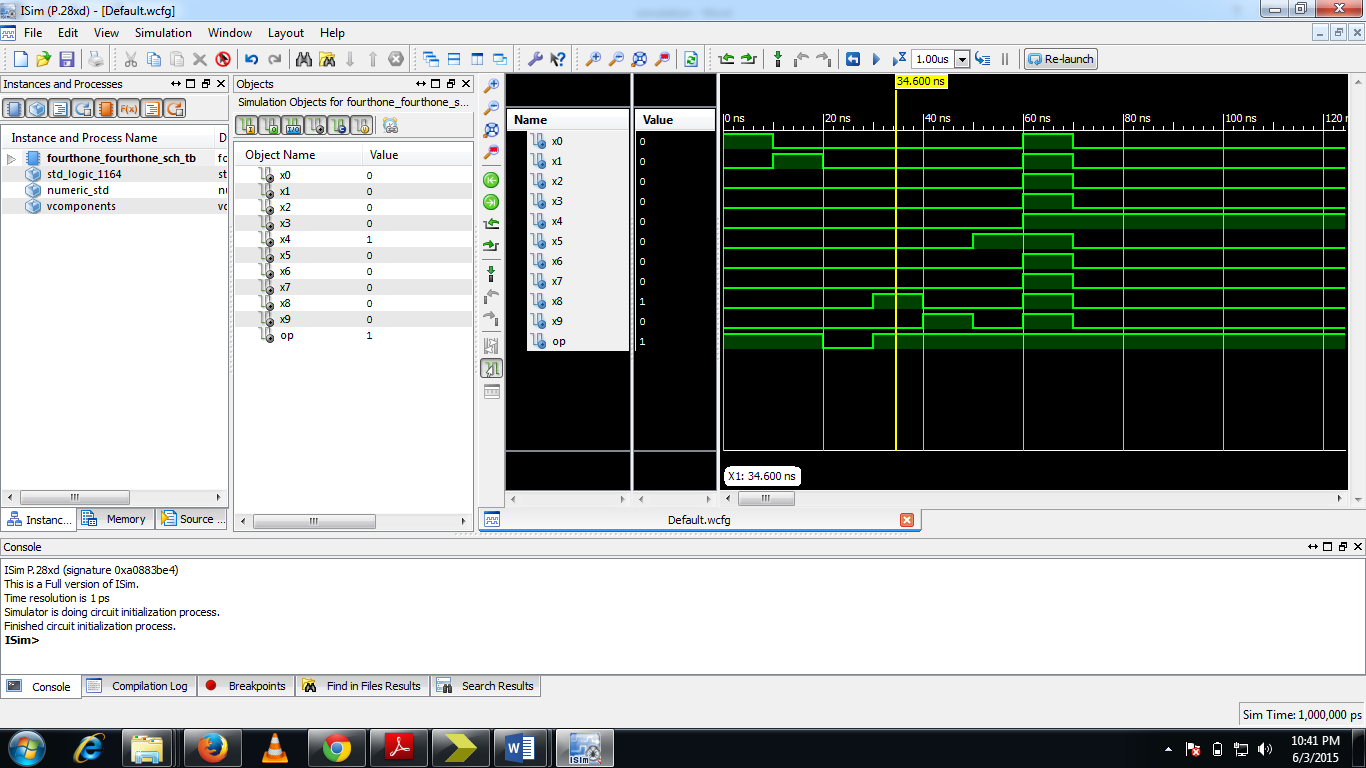 ISim (P.28xd) - [Default.wcfg]
File Edit View Simulation Window Layout Help
1.00us Re-launch
Instances and Processes
Instance and Process Name D
fourthone_fourthone_sch_tb fc
std_logic_1164 st
numeric_std nu
vcomponents vc
Instanc... Memory Source ...
Objects
Simulation Objects for fourthone_fourthone_s...
Object Name Value
x0 0
x1 0
x2 0
x3 0
x4 1
x5 0
x6 0
x7 0
x8 0
x9 0
op 1
Name Value
x0 0
x1 0
x2 0
x3 0
x4 0
x5 0
x6 0
x7 0
x8 1
x9 0
op 1
34.600 ns
0 ns 20 ns 40 ns 60 ns 80 ns 100 ns 120 n
X1: 34.600 ns
Default.wcfg
Console
ISim P.28xd (signature 0xa0883be4)
This is a Full version of ISim.
Time resolution is 1 ps
Simulator is doing circuit initialization process.
Finished circuit initialization process.
ISim>
Console Compilation Log Breakpoints Find in Files Results Search Results
Sim Time: 1,000,000 ps
ISim
10:41 PM
6/3/2015